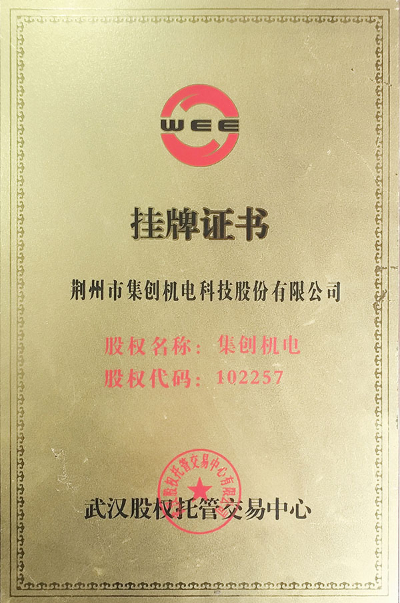 WEE
挂牌证书
荆州市集创机电科技股份有限公司
股权名称：集创机电
股权代码：102257
武汉股权托管交易中心